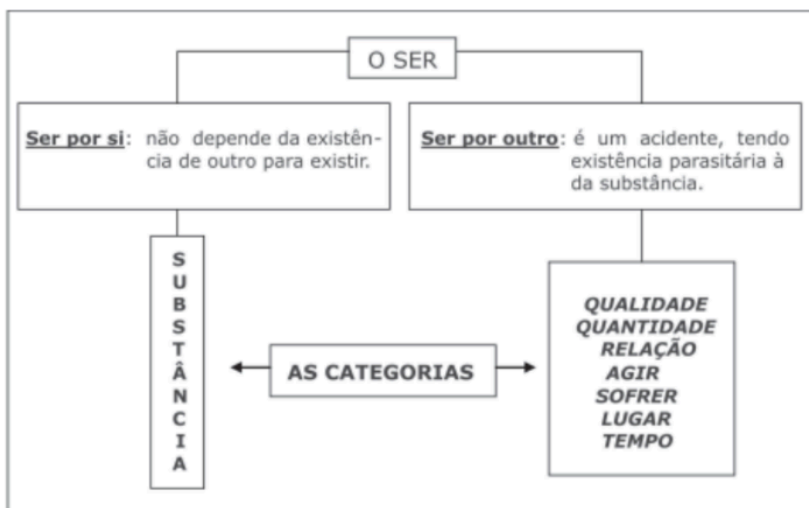 O SER
Ser por si: não depende da existên-
cia de outro para existir.
Ser por outro: é um acidente, tendo
existência parasitária à
da substância.
SUBSTÂNCIA
AS CATEGORIAS
QUALIDADE
QUANTIDADE
RELAÇÃO
AGIR
SOFRER
LUGAR
TEMPO